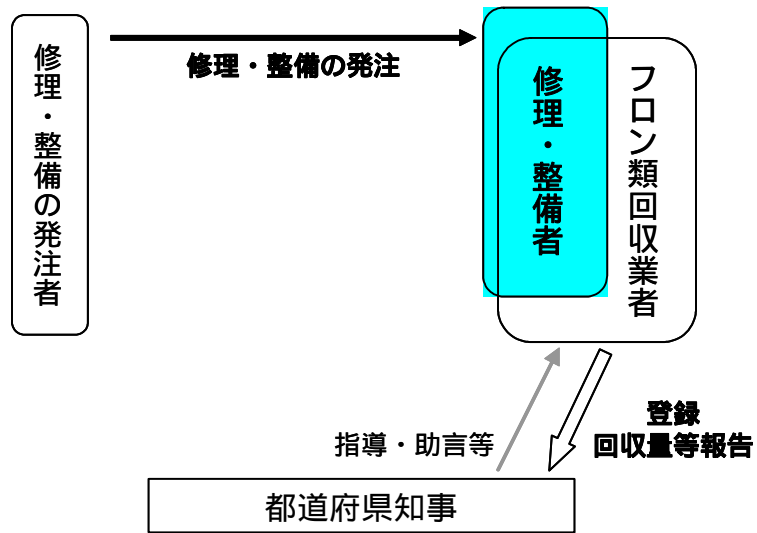 修理・整備の発注者
修理・整備の発注
修理・整備者
フロン類回収業者
指導・助言等
登録
回収量等報告
都道府県知事